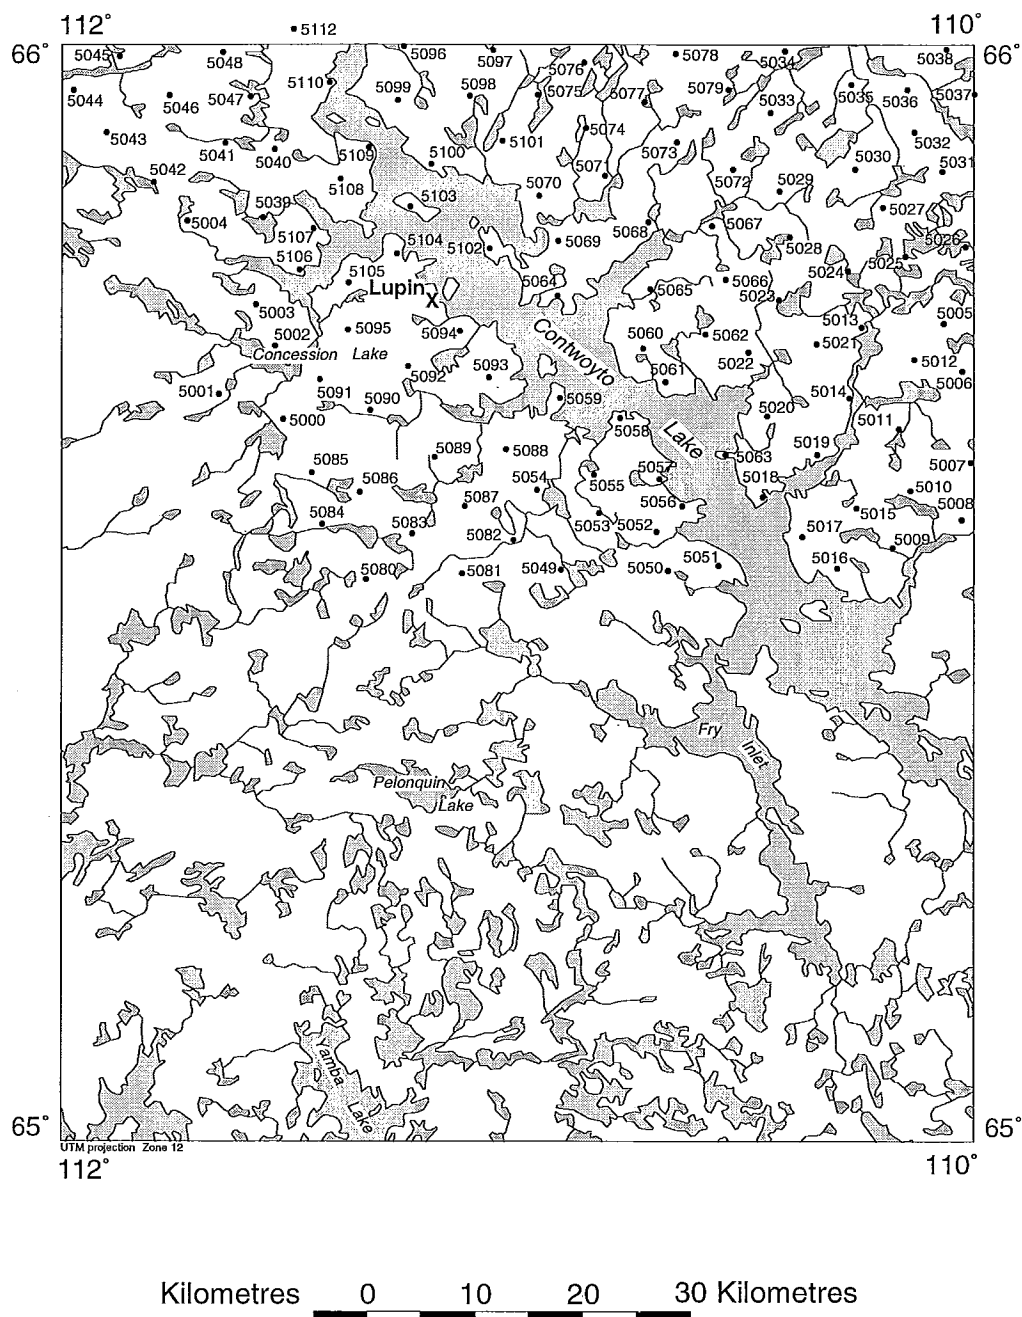 112° 110°
5112
66° 66°
5045 5048 5096 5097 5078 5034 5038
5110 5076
5044 5046 5047 5099 5098 5075 5077 5079 5033 5035 5036 5037
5043 5041 5040 5109 5100 5101 5074 5073 5032
5042 5108 5070 5071 5072 5029 5030 5031
5004 5039 5103 5027
5107 5104 5102 5069 5068 5067 5028 5026
5106 5105 5064 5065 5066 5024 5025
Lupin X
5003 5023 5005
5002 5095 5094 Contwoyto 5060 5062 5013
5021
Concession Lake 5022 5012
5001 5091 5092 5093 5061 5006
5000 5090 5059 5020 5014
5058 5011
Lake
5085 5089 5088 5057 5063 5019 5007
5086 5054 5055 5018 5010
5087 5056 5008
5084 5083 5053 5052 5015
5082 5017 5009
5080 5081 5049 5050 5051 5016
Fry
Inlet
Pelonquin
Lake
Yamba
Lake
65° 65°
UTM projection Zone 12
112° 110°
Kilometres 0 10 20 30 Kilometres